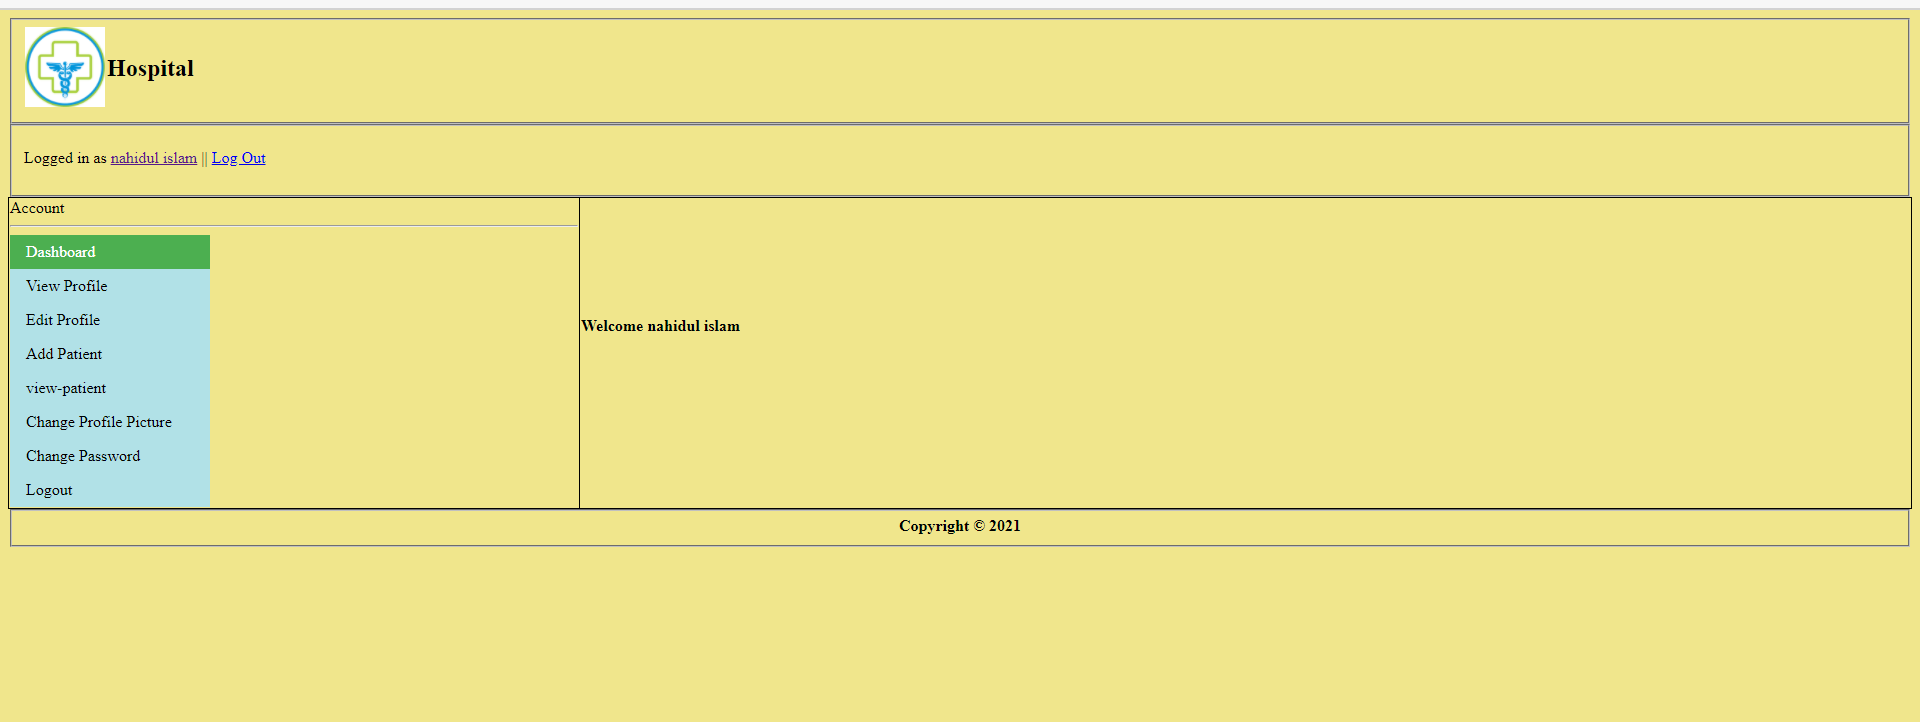 Hospital
Logged in as nahidul islam || Log Out
Account
Dashboard
View Profile
Edit Profile
Add Patient
view-patient
Change Profile Picture
Change Password
Logout
Welcome nahidul islam
Copyright © 2021